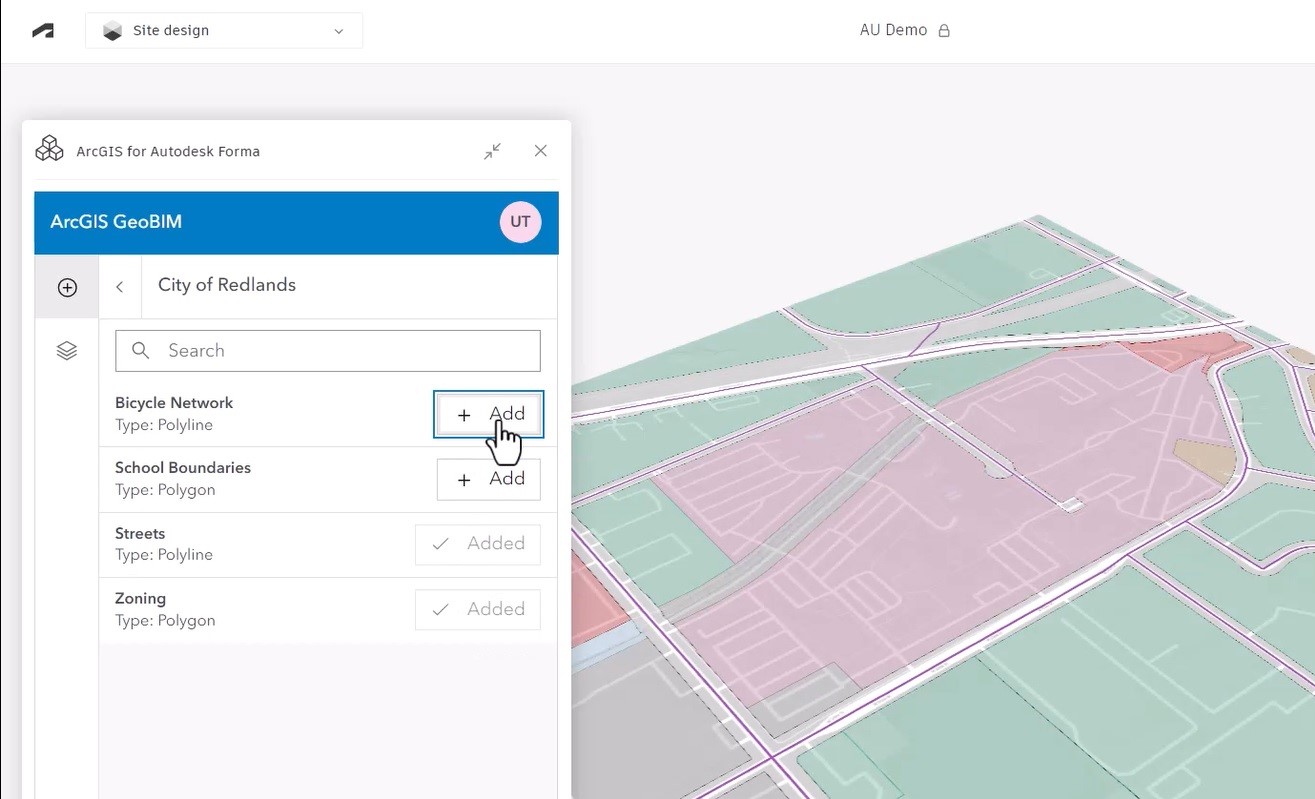 Site design
AU Demo
ArcGIS for Autodesk Forma
ArcGIS GeoBIM
UT
City of Redlands
Search
Bicycle Network
Type: Polyline
+ Add
School Boundaries
Type: Polygon
+ Add
Streets
Type: Polyline
Added
Zoning
Type: Polygon
Added